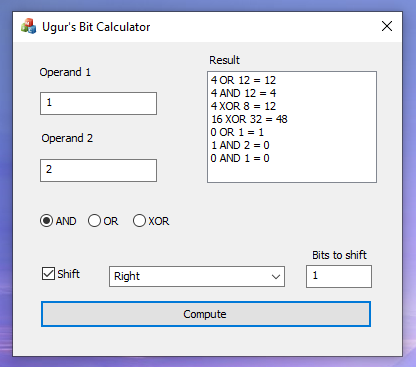 Ugur's Bit Calculator
Operand 1
1
Operand 2
2
Result
4 OR 12 = 12
4 AND 12 = 4
4 XOR 8 = 12
16 XOR 32 = 48
0 OR 1 = 1
1 AND 2 = 0
0 AND 1 = 0
AND OR XOR
Bits to shift
Shift Right 1
Compute